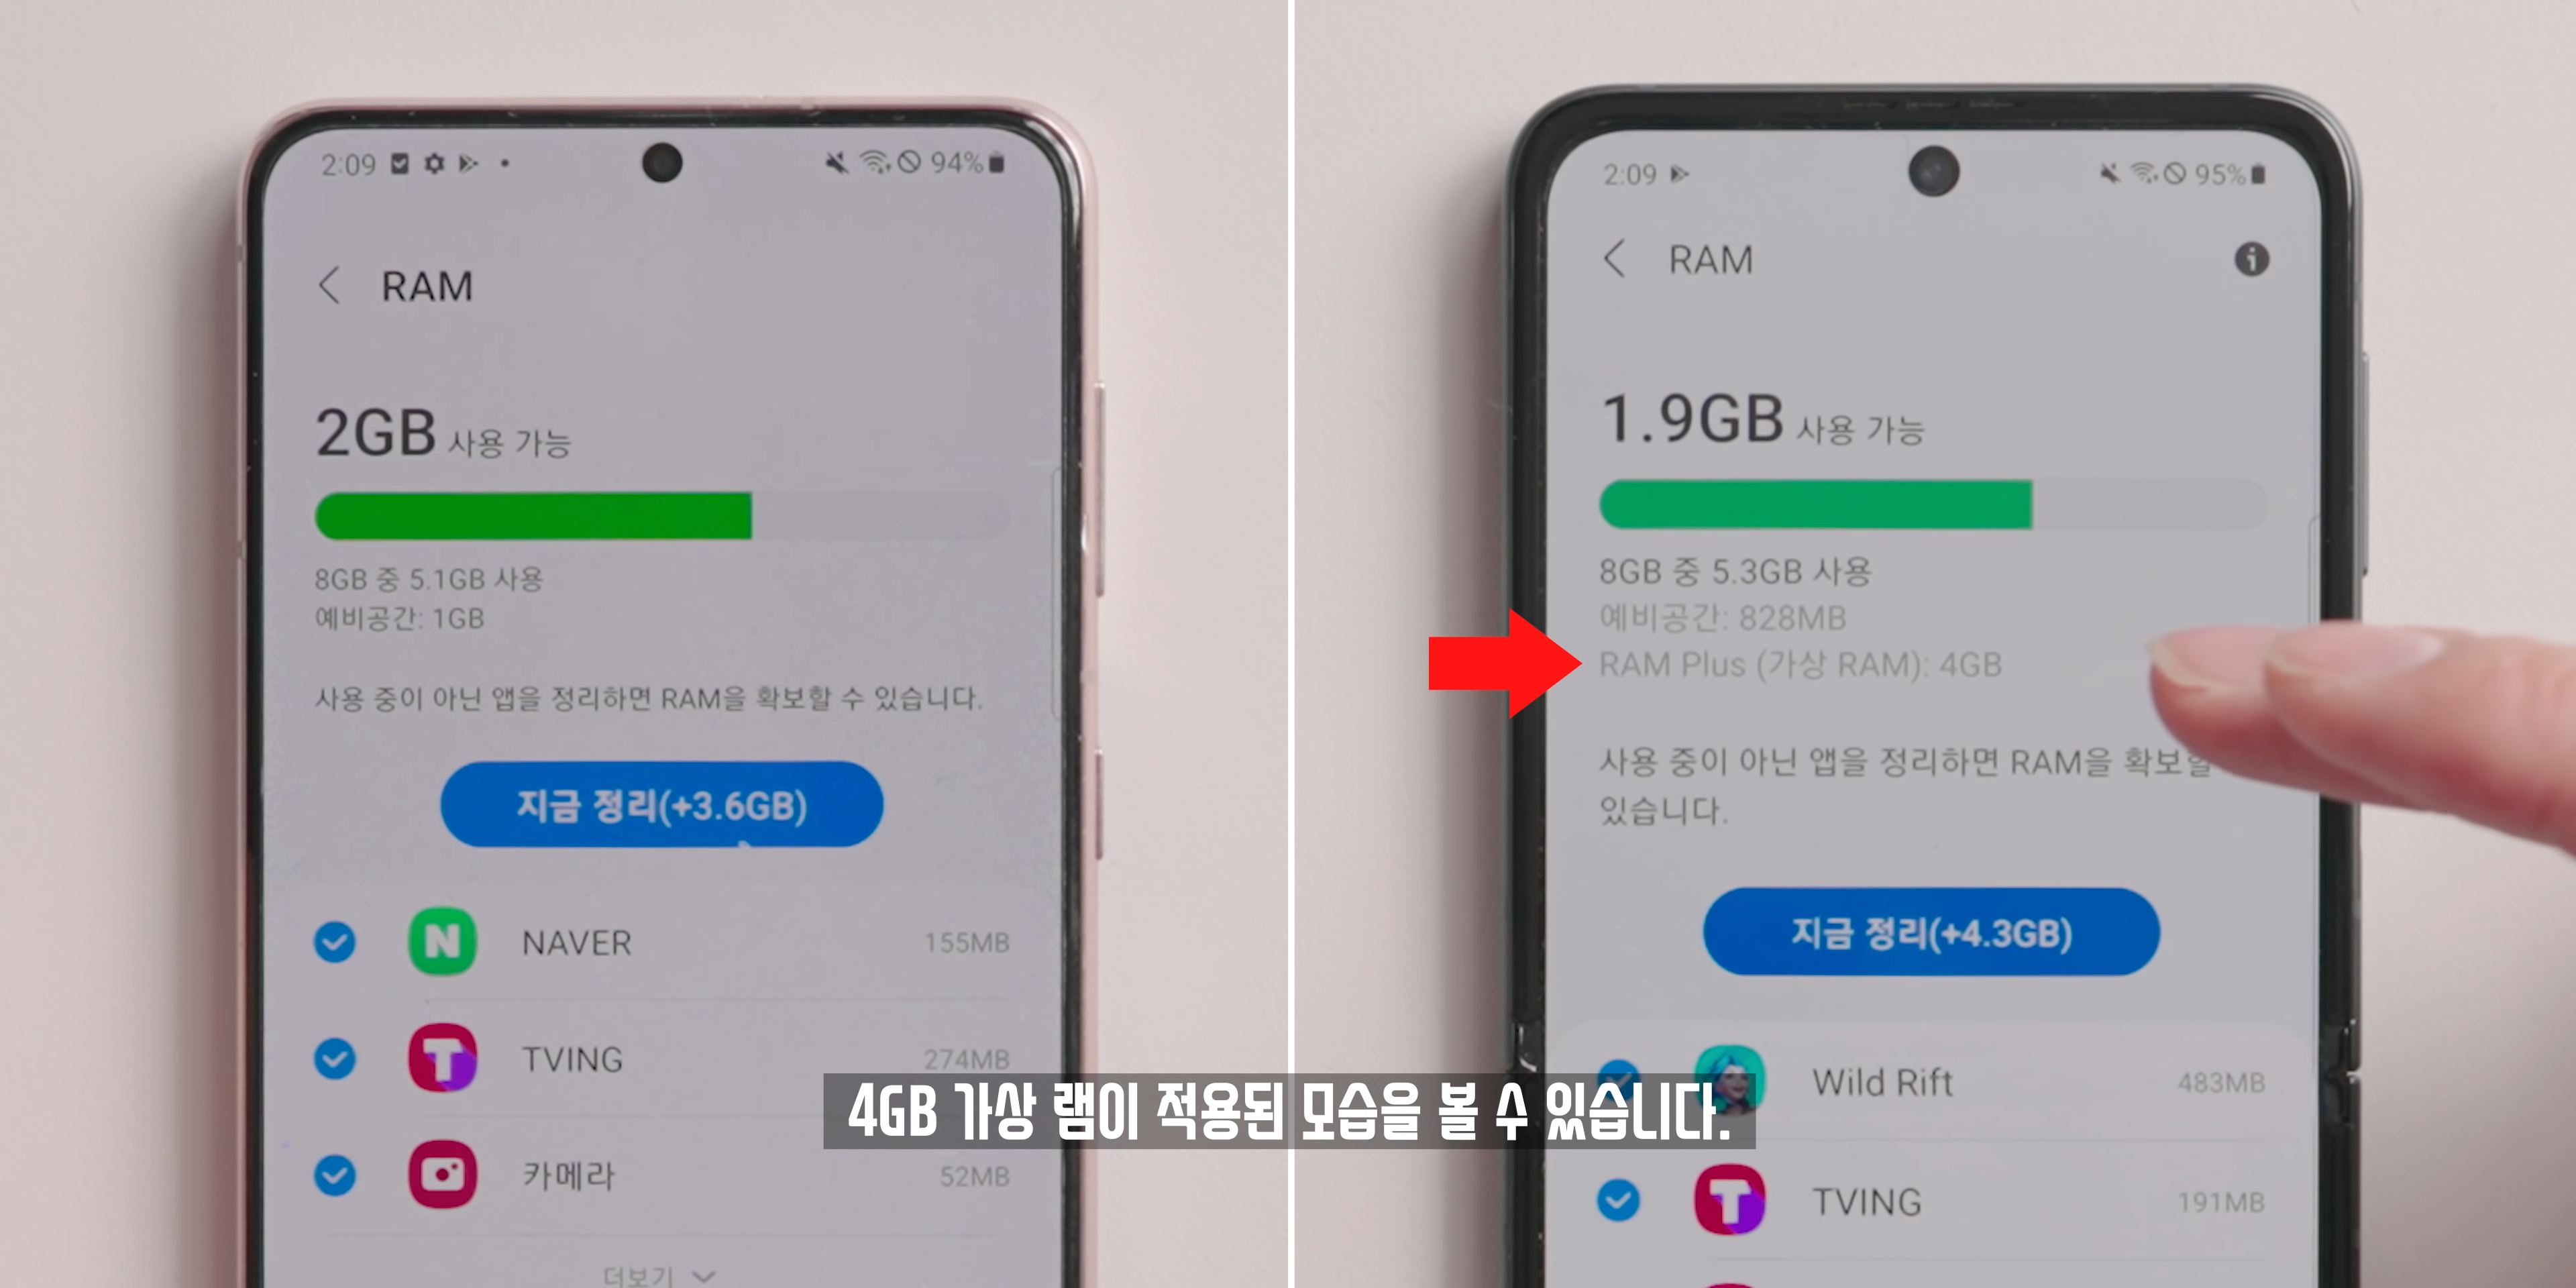 2:09
94%
RAM
2GB 사용 가능
8GB 중 5.1GB 사용
예비공간: 1GB
사용 중이 아닌 앱을 정리하면 RAM을 확보할 수 있습니다.
지금 정리(+3.6GB)
NAVER 155MB
TVING 274MB
카메라 52MB
더보기
2:09
95%
RAM
1.9GB 사용 가능
8GB 중 5.3GB 사용
예비공간: 828MB
RAM Plus (가상 RAM): 4GB
사용 중이 아닌 앱을 정리하면 RAM을 확보할
있습니다.
지금 정리(+4.3GB)
Wild Rift 483MB
TVING 191MB
4GB 가상 램이 적용된 모습을 볼 수 있습니다.